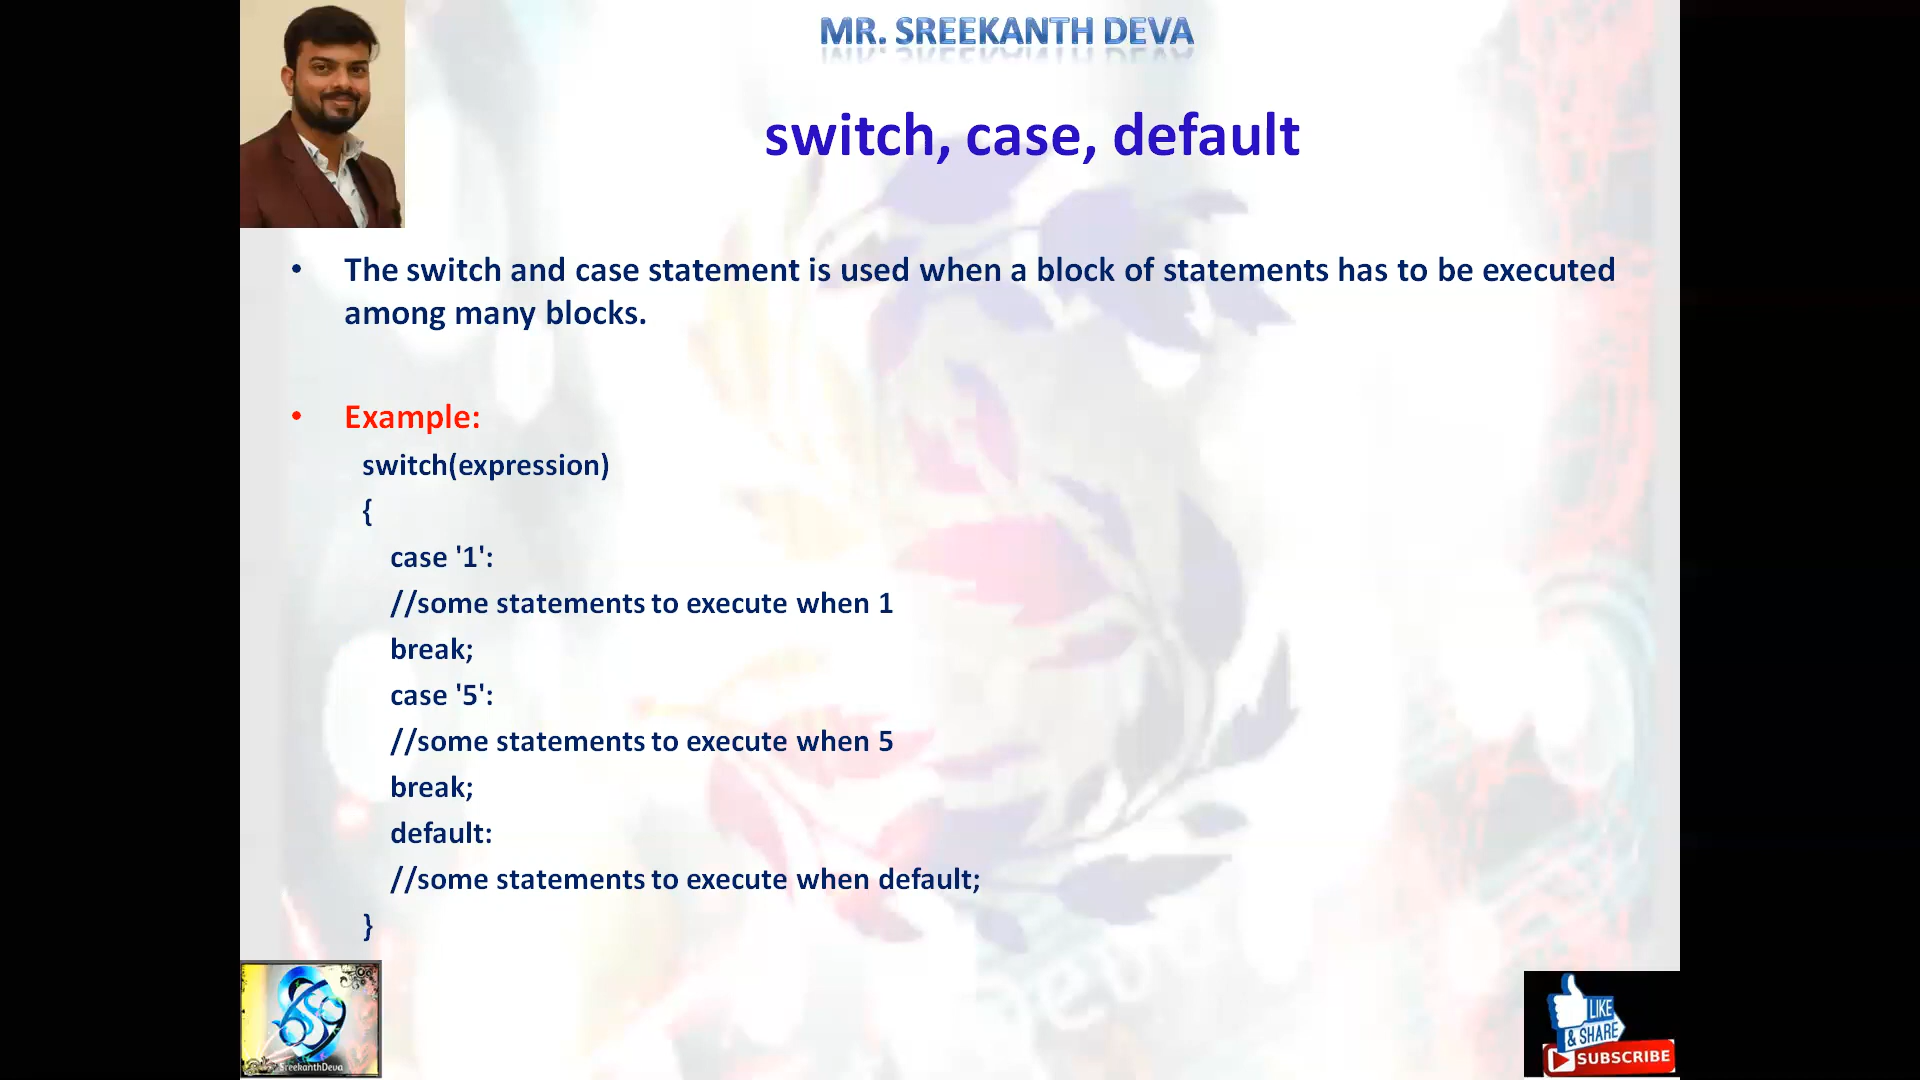 MR. SREEKANTH DEVA
switch, case, default
• The switch and case statement is used when a block of statements has to be executed
among many blocks.
• Example:
switch(expression)
{
case '1':
//some statements to execute when 1
break;
case '5':
//some statements to execute when 5
break;
default:
//some statements to execute when default;
}
SreekanthDeva
LIKE
& SHARE
SUBSCRIBE